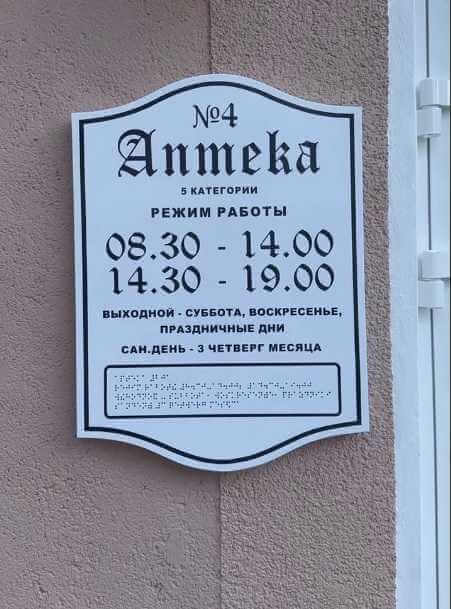 №4
Аптека
5 КАТЕГОРИИ
РЕЖИМ РАБОТЫ
08.30 - 14.00
14.30 - 19.00
ВЫХОДНОЙ - СУББОТА, ВОСКРЕСЕНЬЕ,
ПРАЗДНИЧНЫЕ ДНИ
САН.ДЕНЬ - 3 ЧЕТВЕРГ МЕСЯЦА